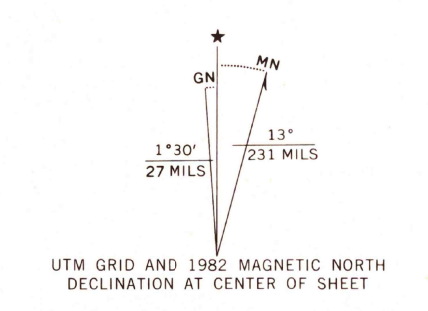 ★
MN
GN
1°30′
27 MILS
13°
231 MILS
UTM GRID AND 1982 MAGNETIC NORTH
DECLINATION AT CENTER OF SHEET